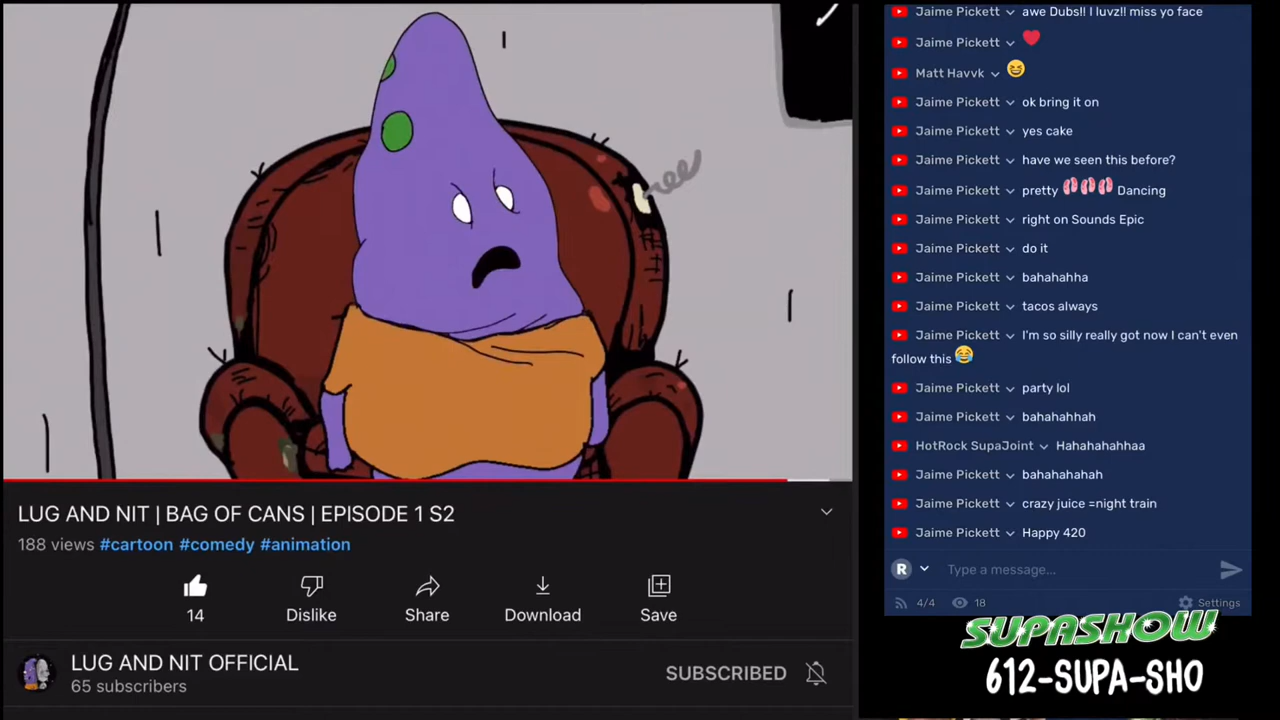 LUG AND NIT | BAG OF CANS | EPISODE 1 S2
188 views #cartoon #comedy #animation
14
Dislike
Share
Download
Save
LUG AND NIT OFFICIAL
65 subscribers
SUBSCRIBED
Jaime Pickett awe Dubs!! I luvz!! miss yo face
Jaime Pickett ❤️
Matt Havvk 😆
Jaime Pickett ok bring it on
Jaime Pickett yes cake
Jaime Pickett have we seen this before?
Jaime Pickett pretty Dancing
Jaime Pickett right on Sounds Epic
Jaime Pickett do it
Jaime Pickett bahahahha
Jaime Pickett tacos always
Jaime Pickett I'm so silly really got now I can't even
follow this 😂
Jaime Pickett party lol
Jaime Pickett bahahahhah
HotRock SupaJoint Hahahahahhaa
Jaime Pickett bahahahahah
Jaime Pickett crazy juice =night train
Jaime Pickett Happy 420
R Type a message...
4/4 18 Settings
SUPASHOW
612-SUPA-SHO